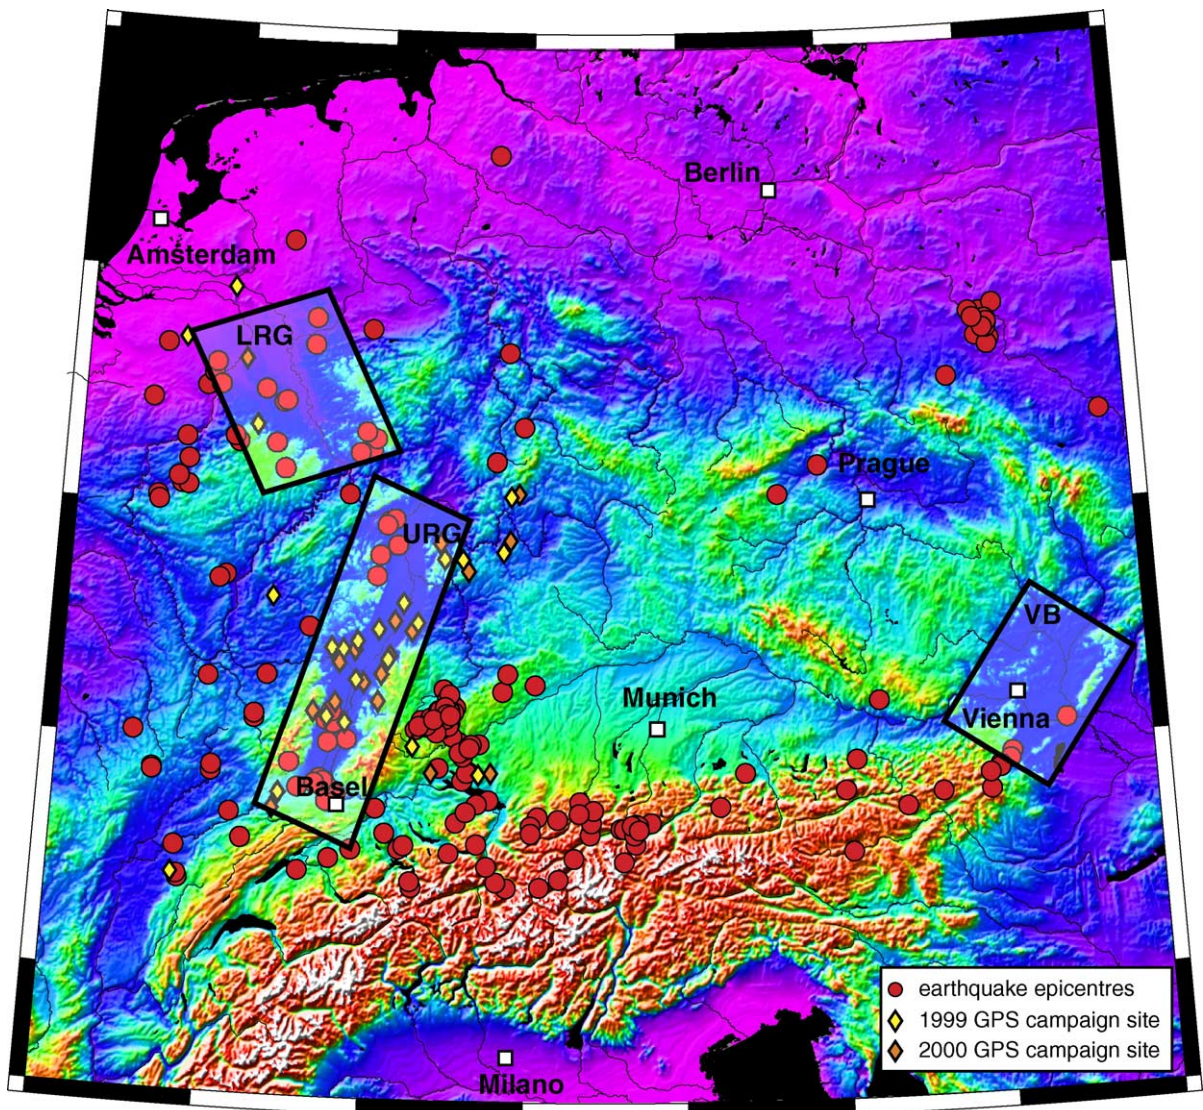 Berlin
Amsterdam
LRG
Prague
URG
VB
Munich
Vienna
Basel
earthquake epicentres
1999 GPS campaign site
2000 GPS campaign site
Milano